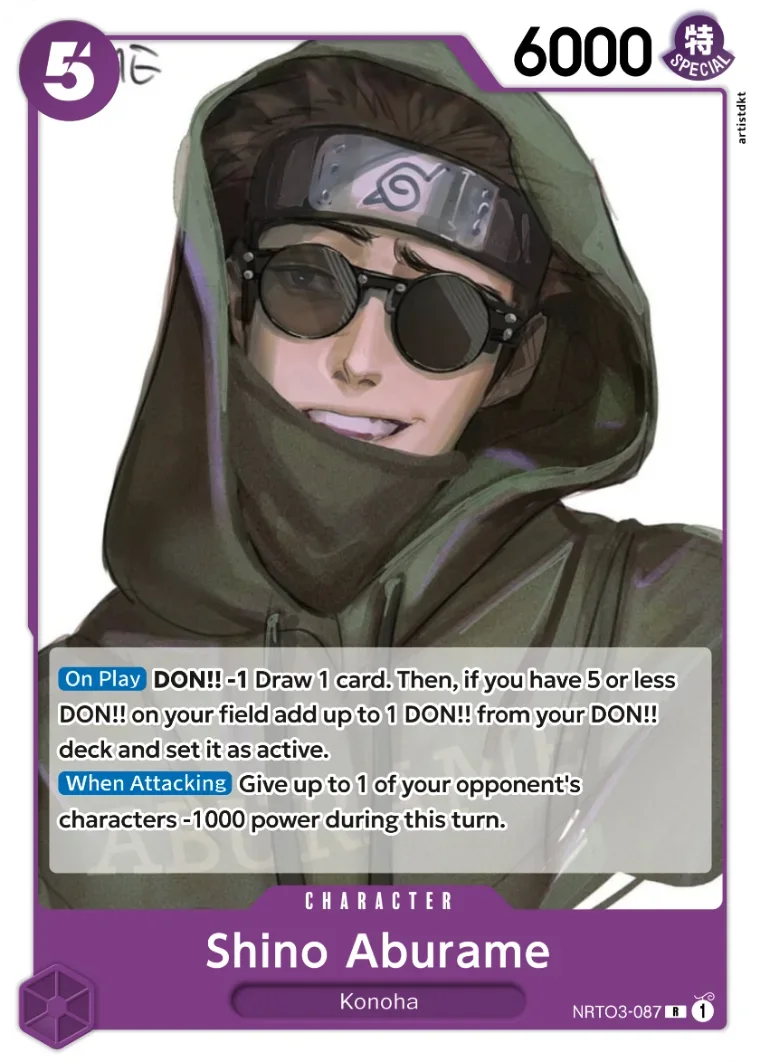 5
ME
6000
特
SPECIAL
artistdkt
On Play DON!! -1 Draw 1 card. Then, if you have 5 or less
DON!! on your field add up to 1 DON!! from your DON!!
deck and set it as active.
When Attacking Give up to 1 of your opponent's
characters -1000 power during this turn.
ABURAME
CHARACTER
Shino Aburame
Konoha
NRTO3-087 R 1